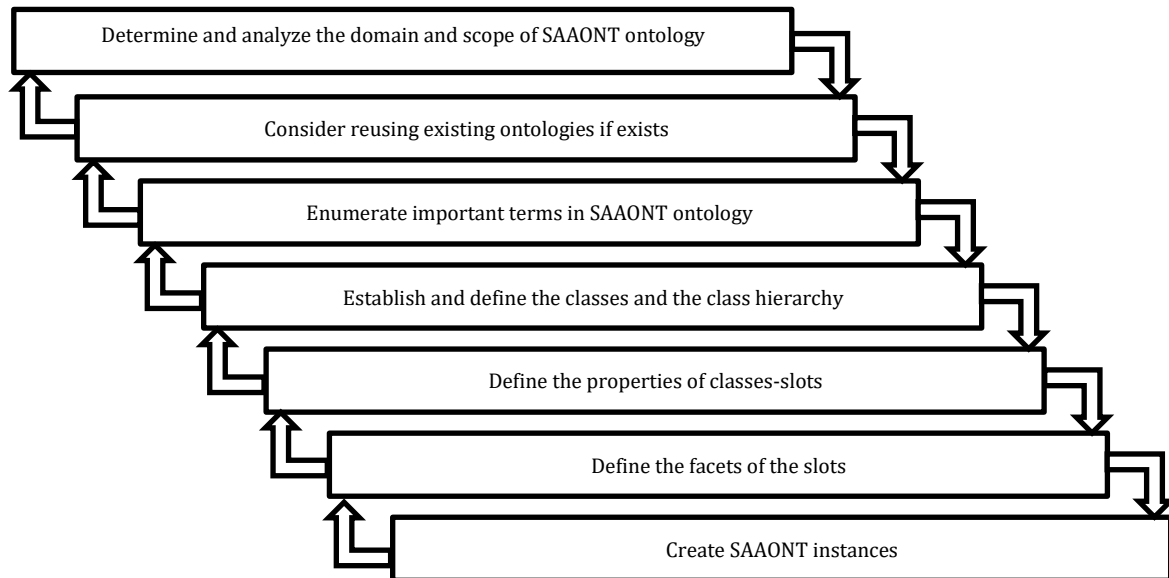 Determine and analyze the domain and scope of SAAONT ontology
Consider reusing existing ontologies if exists
Enumerate important terms in SAAONT ontology
Establish and define the classes and the class hierarchy
Define the properties of classes-slots
Define the facets of the slots
Create SAAONT instances